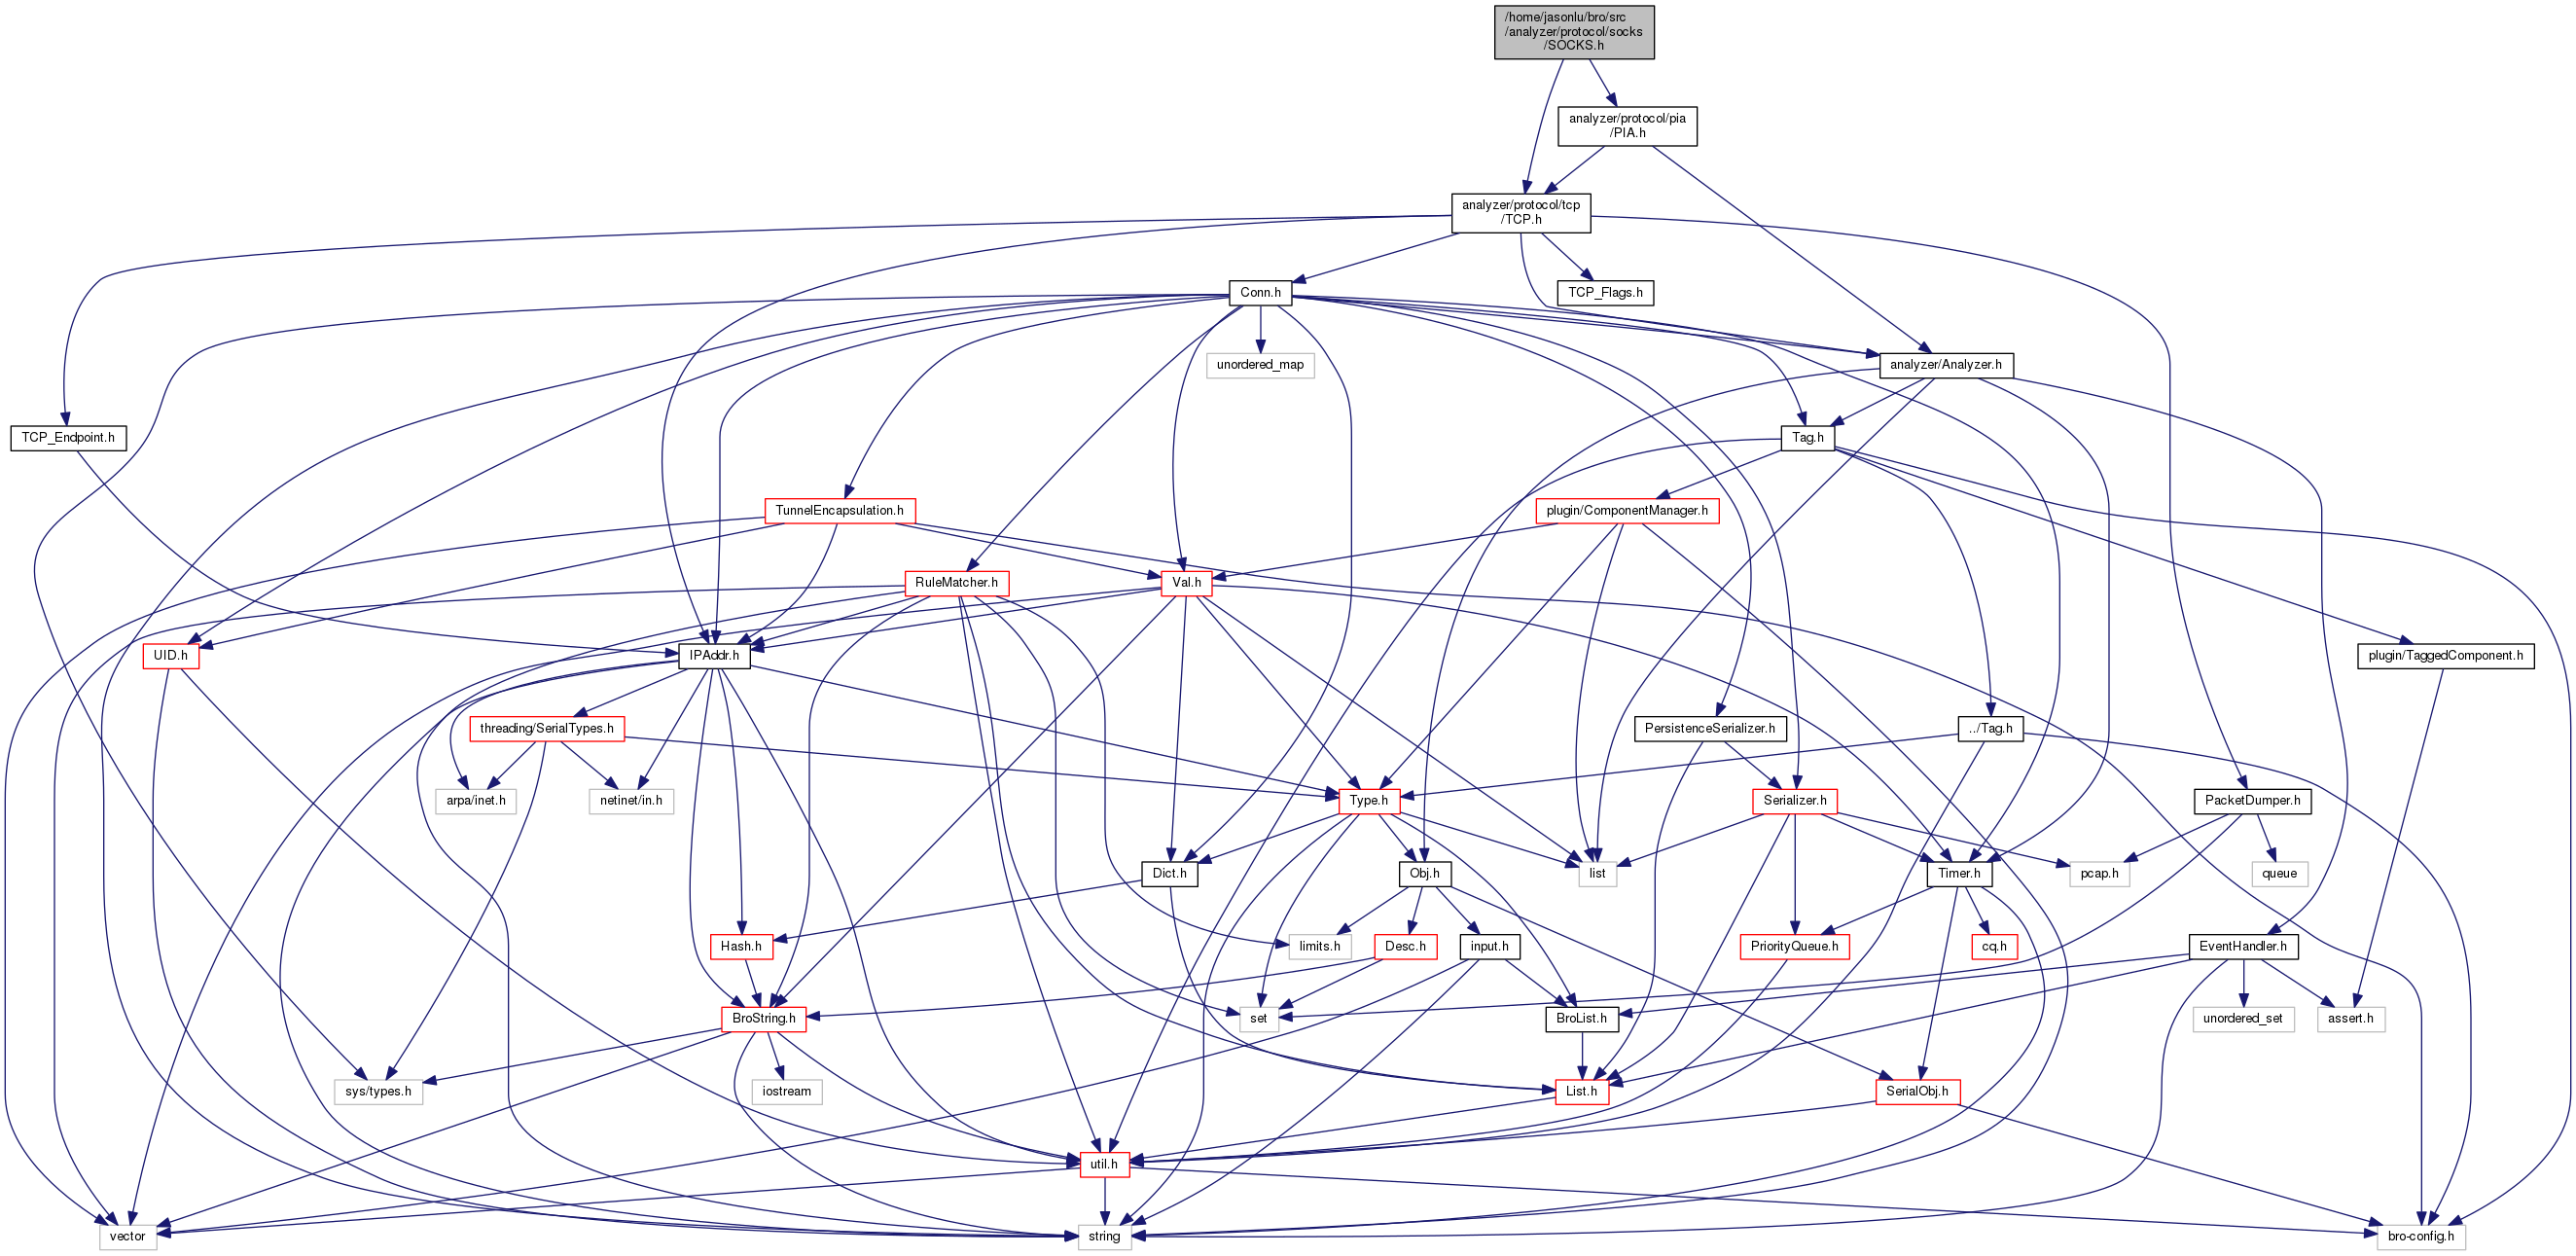 /home/jasonlu/bro/src
/analyzer/protocol/socks
/SOCKS.h
analyzer/protocol/pia
/PIA.h
analyzer/protocol/tcp
/TCP.h
Conn.h
TCP_Flags.h
unordered_map
analyzer/Analyzer.h
TCP_Endpoint.h
Tag.h
TunnelEncapsulation.h
plugin/ComponentManager.h
RuleMatcher.h
Val.h
UID.h
IPAddr.h
plugin/TaggedComponent.h
threading/SerialTypes.h
PersistenceSerializer.h
../Tag.h
arpa/inet.h
netinet/in.h
Type.h
Serializer.h
PacketDumper.h
Dict.h
Obj.h
list
Timer.h
pcap.h
queue
Hash.h
limits.h
Desc.h
input.h
PriorityQueue.h
cq.h
EventHandler.h
BroString.h
set
BroList.h
unordered_set
assert.h
sys/types.h
iostream
List.h
SerialObj.h
util.h
vector
string
bro-config.h